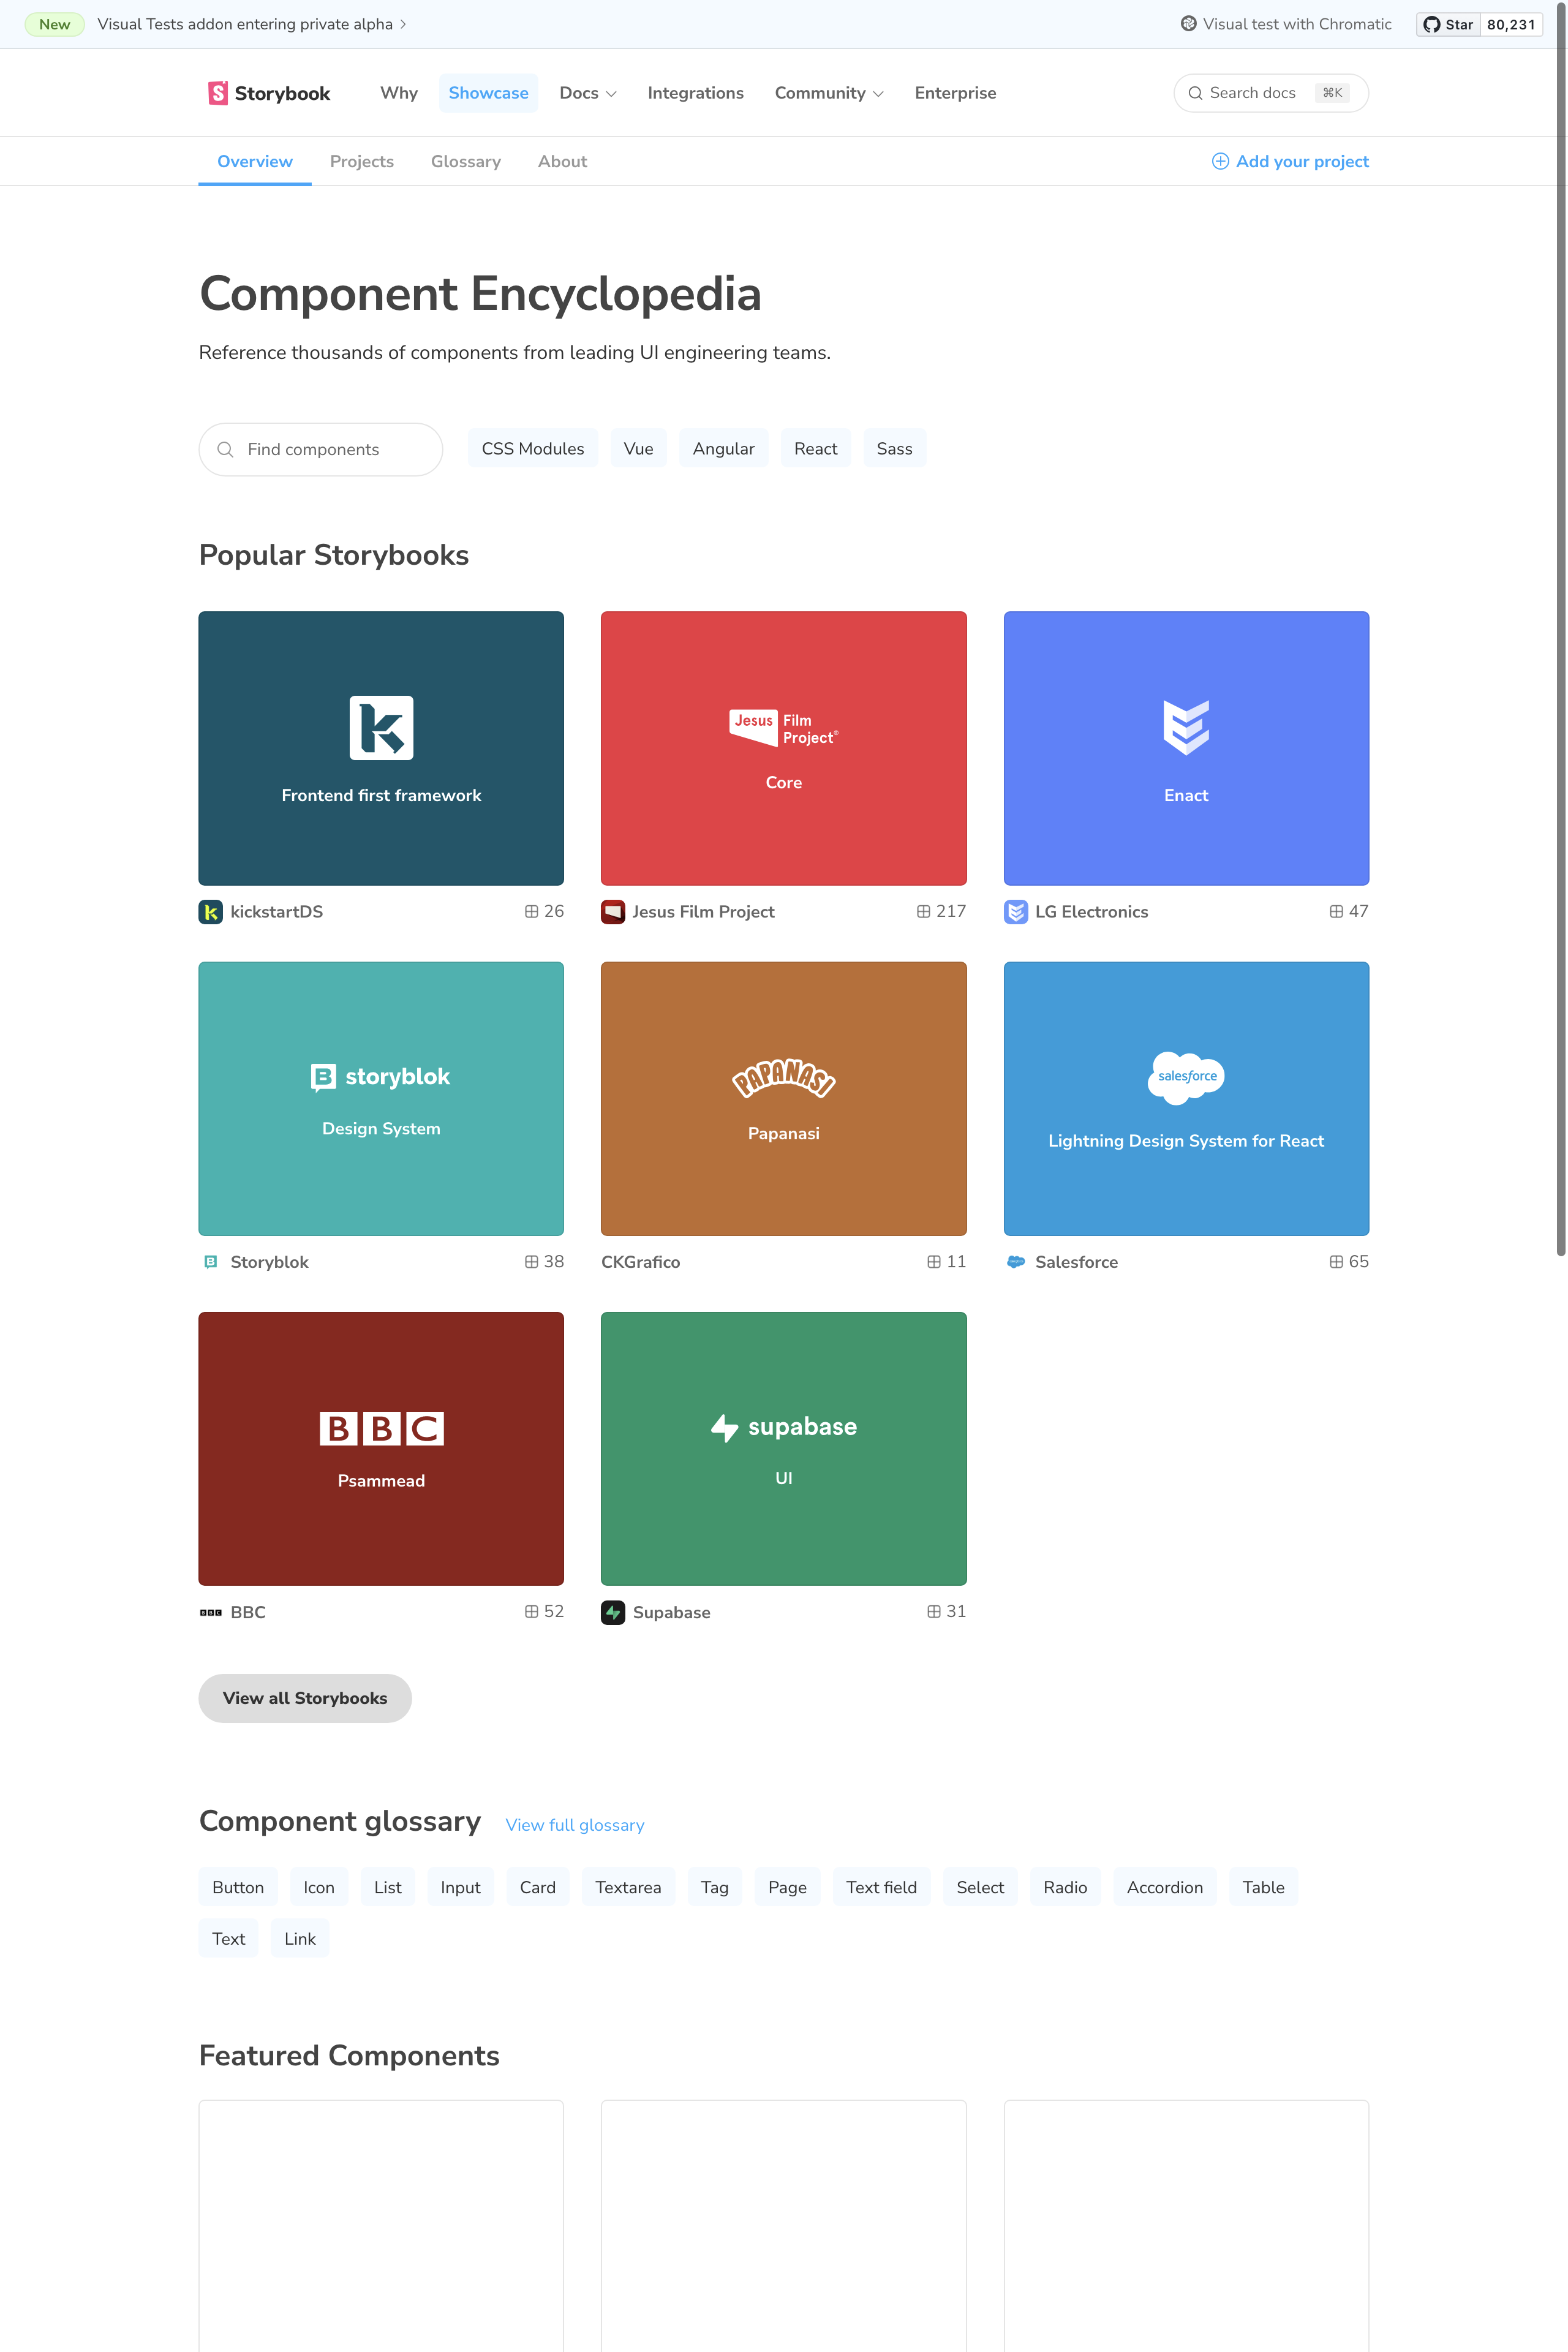 New Visual Tests addon entering private alpha
Visual test with Chromatic
Star 80,231
Storybook
Why Showcase Docs Integrations Community Enterprise
Search docs ⌘K
Overview Projects Glossary About
Add your project
Component Encyclopedia
Reference thousands of components from leading UI engineering teams.
Find components
CSS Modules Vue Angular React Sass
Popular Storybooks
k
Frontend first framework
kickstartDS 26
Jesus Film
Project®
Core
Jesus Film Project 217
Enact
LG Electronics 47
storyblok
Design System
Storyblok 38
PAPANASI
Papanasi
CKGrafico 11
salesforce
Lightning Design System for React
Salesforce 65
BBC
Psammead
BBC BBC 52
supabase
UI
Supabase 31
View all Storybooks
Component glossary View full glossary
Button Icon List Input Card Textarea Tag Page Text field Select Radio Accordion Table
Text Link
Featured Components